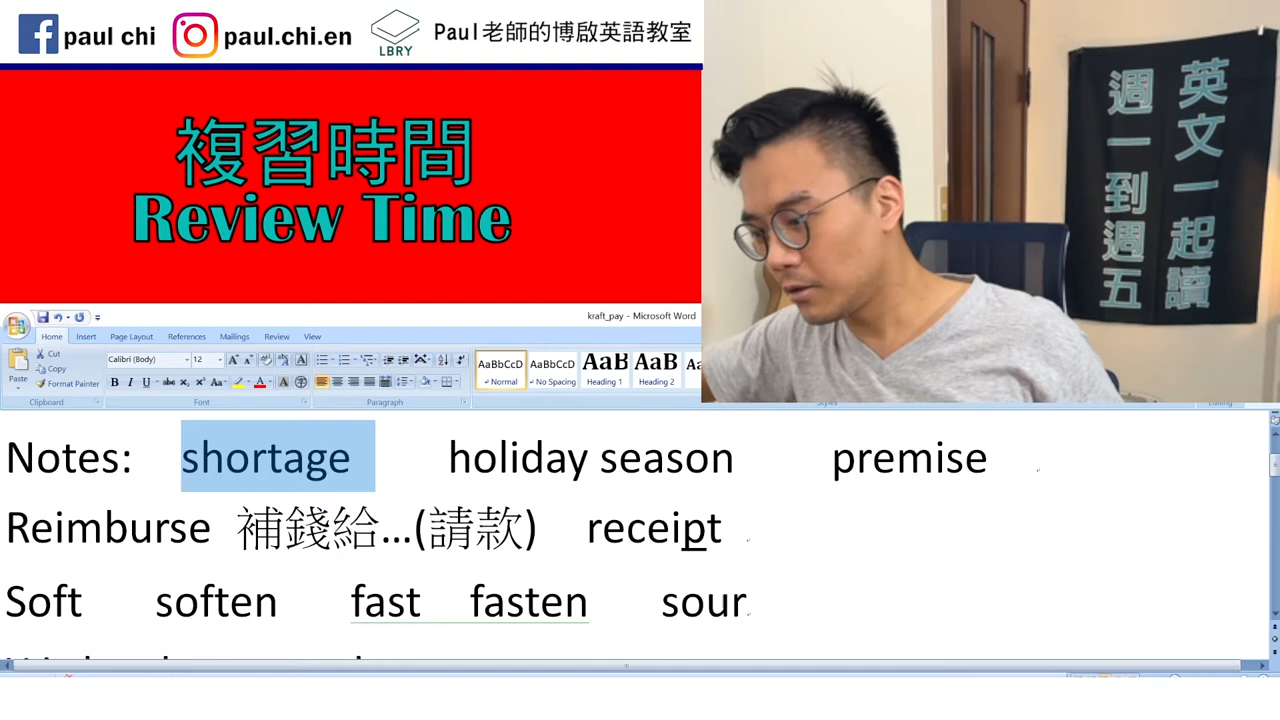 paul chi paul.chi.en LBRY Paul老師的博啟英語教室
複習時間
Review Time
英文一起讀
週一到週五
kraft_pay - Microsoft Word
Home Insert Page Layout References Mailings Review View
Paste
Cut
Copy
Format Painter
Clipboard
Calibri (Body) 12
Font
Paragraph
AaBbCcD AaBbCcD AaBb AaBbC
Normal No Spacing Heading 1 Heading 2
Notes: shortage holiday season premise
Reimburse 補錢給...(請款) receipt
Soft soften fast fasten sour